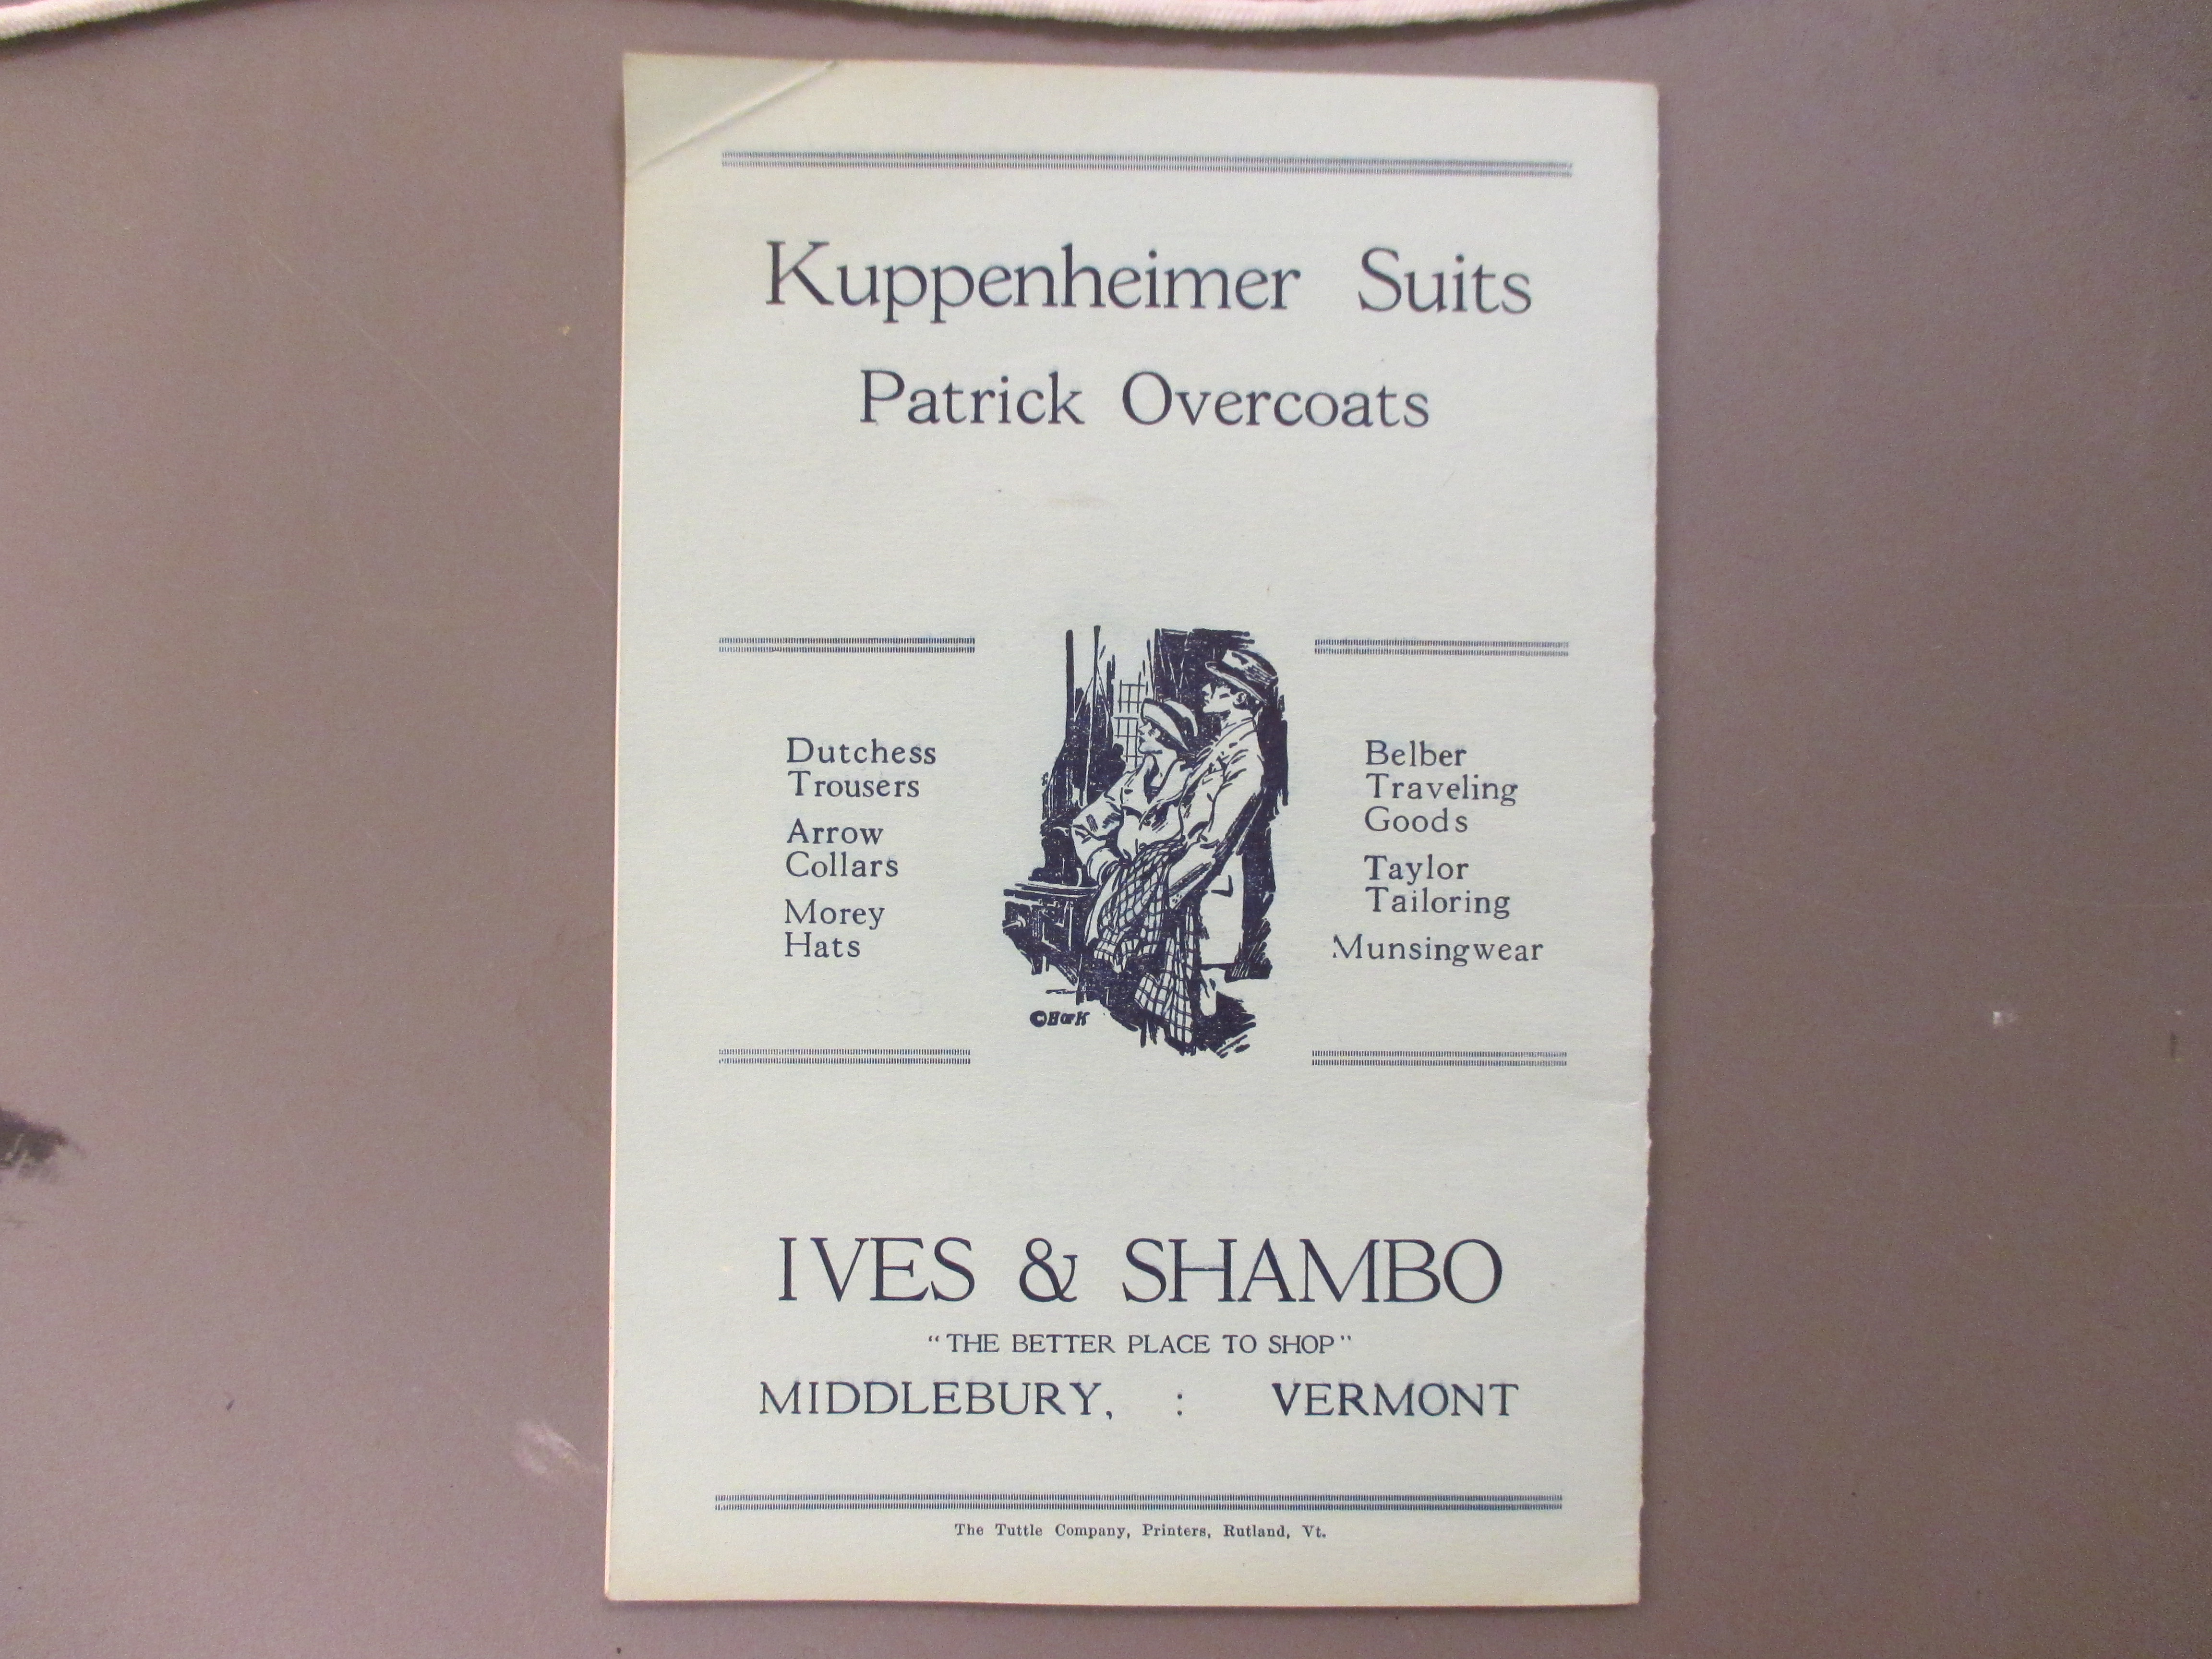 Kuppenheimer Suits
Patrick Overcoats
Dutchess
Trousers
Arrow
Collars
Morey
Hats
Belber
Traveling
Goods
Taylor
Tailoring
Munsingwear
IVES & SHAMBO
"THE BETTER PLACE TO SHOP"
MIDDLEBURY, : VERMONT
The Tuttle Company, Printers, Rutland, Vt.